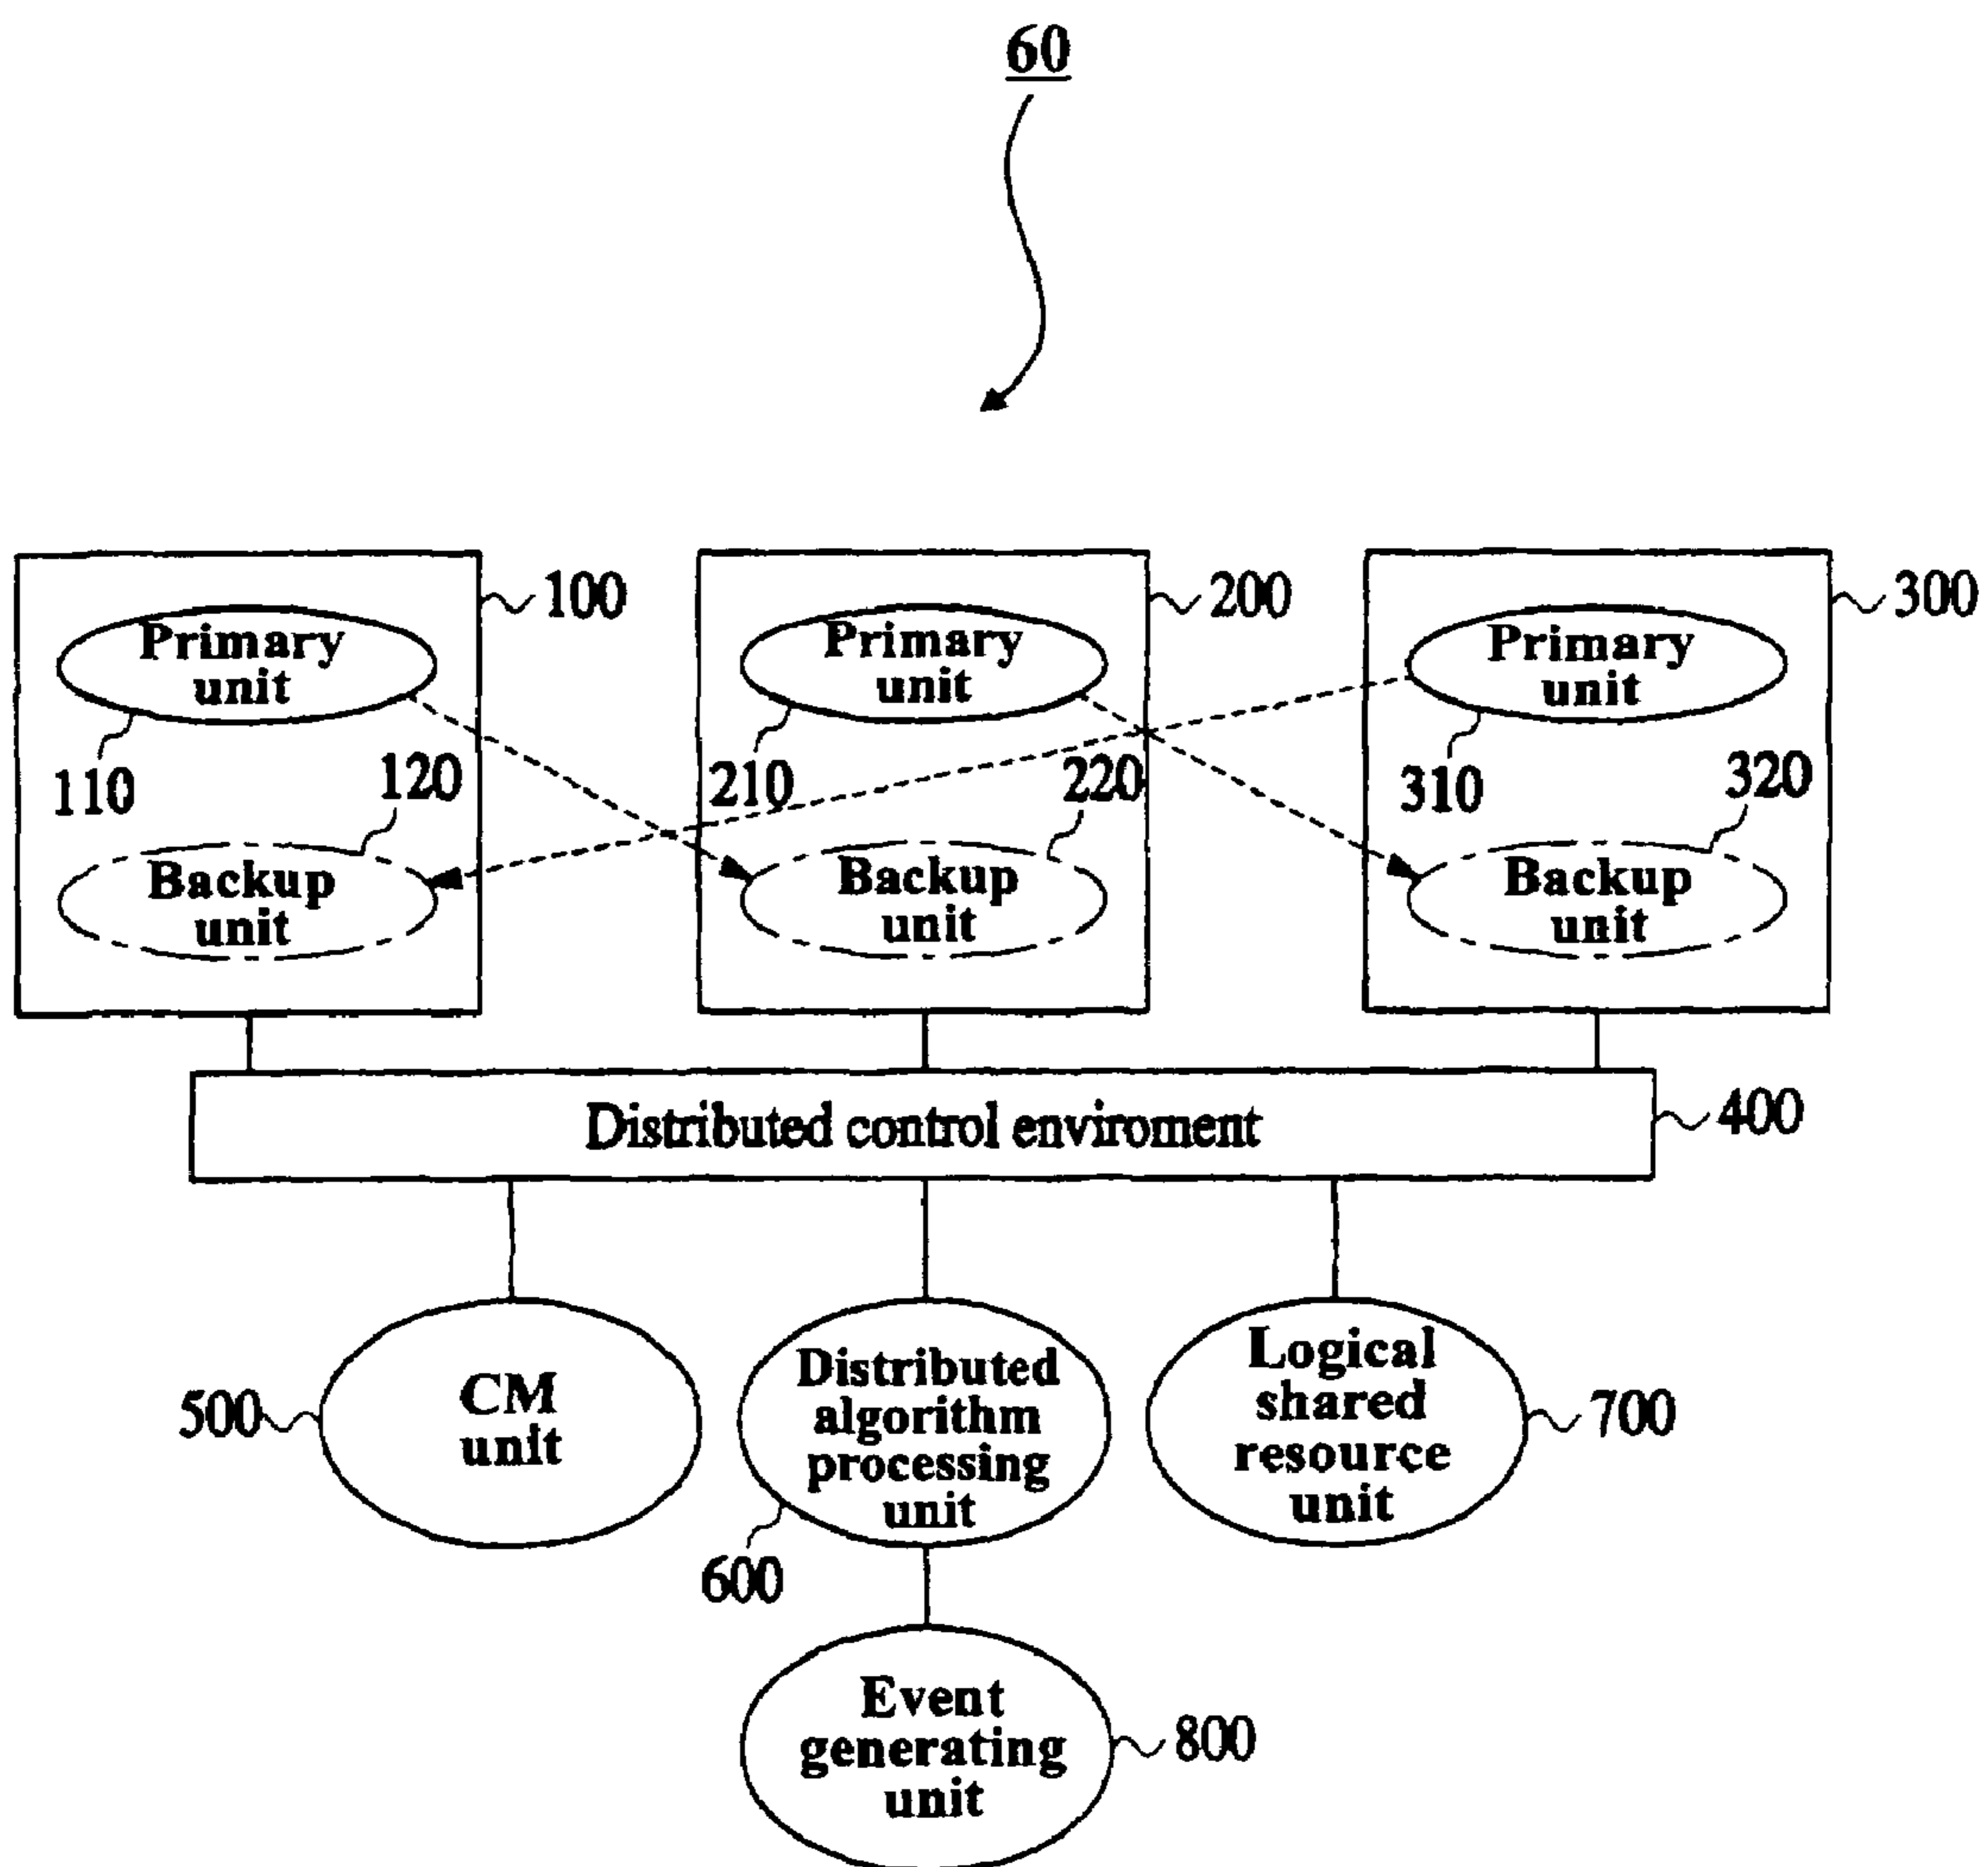 60
100
200
300
Primary
unit
Primary
unit
Primary
unit
110
120
210
220
310
320
Backup
unit
Backup
unit
Backup
unit
Distributed control enviroment
400
500
CM
unit
Distributed
algorithm
processing
unit
600
Logical
shared
resource
unit
700
Event
generating
unit
800